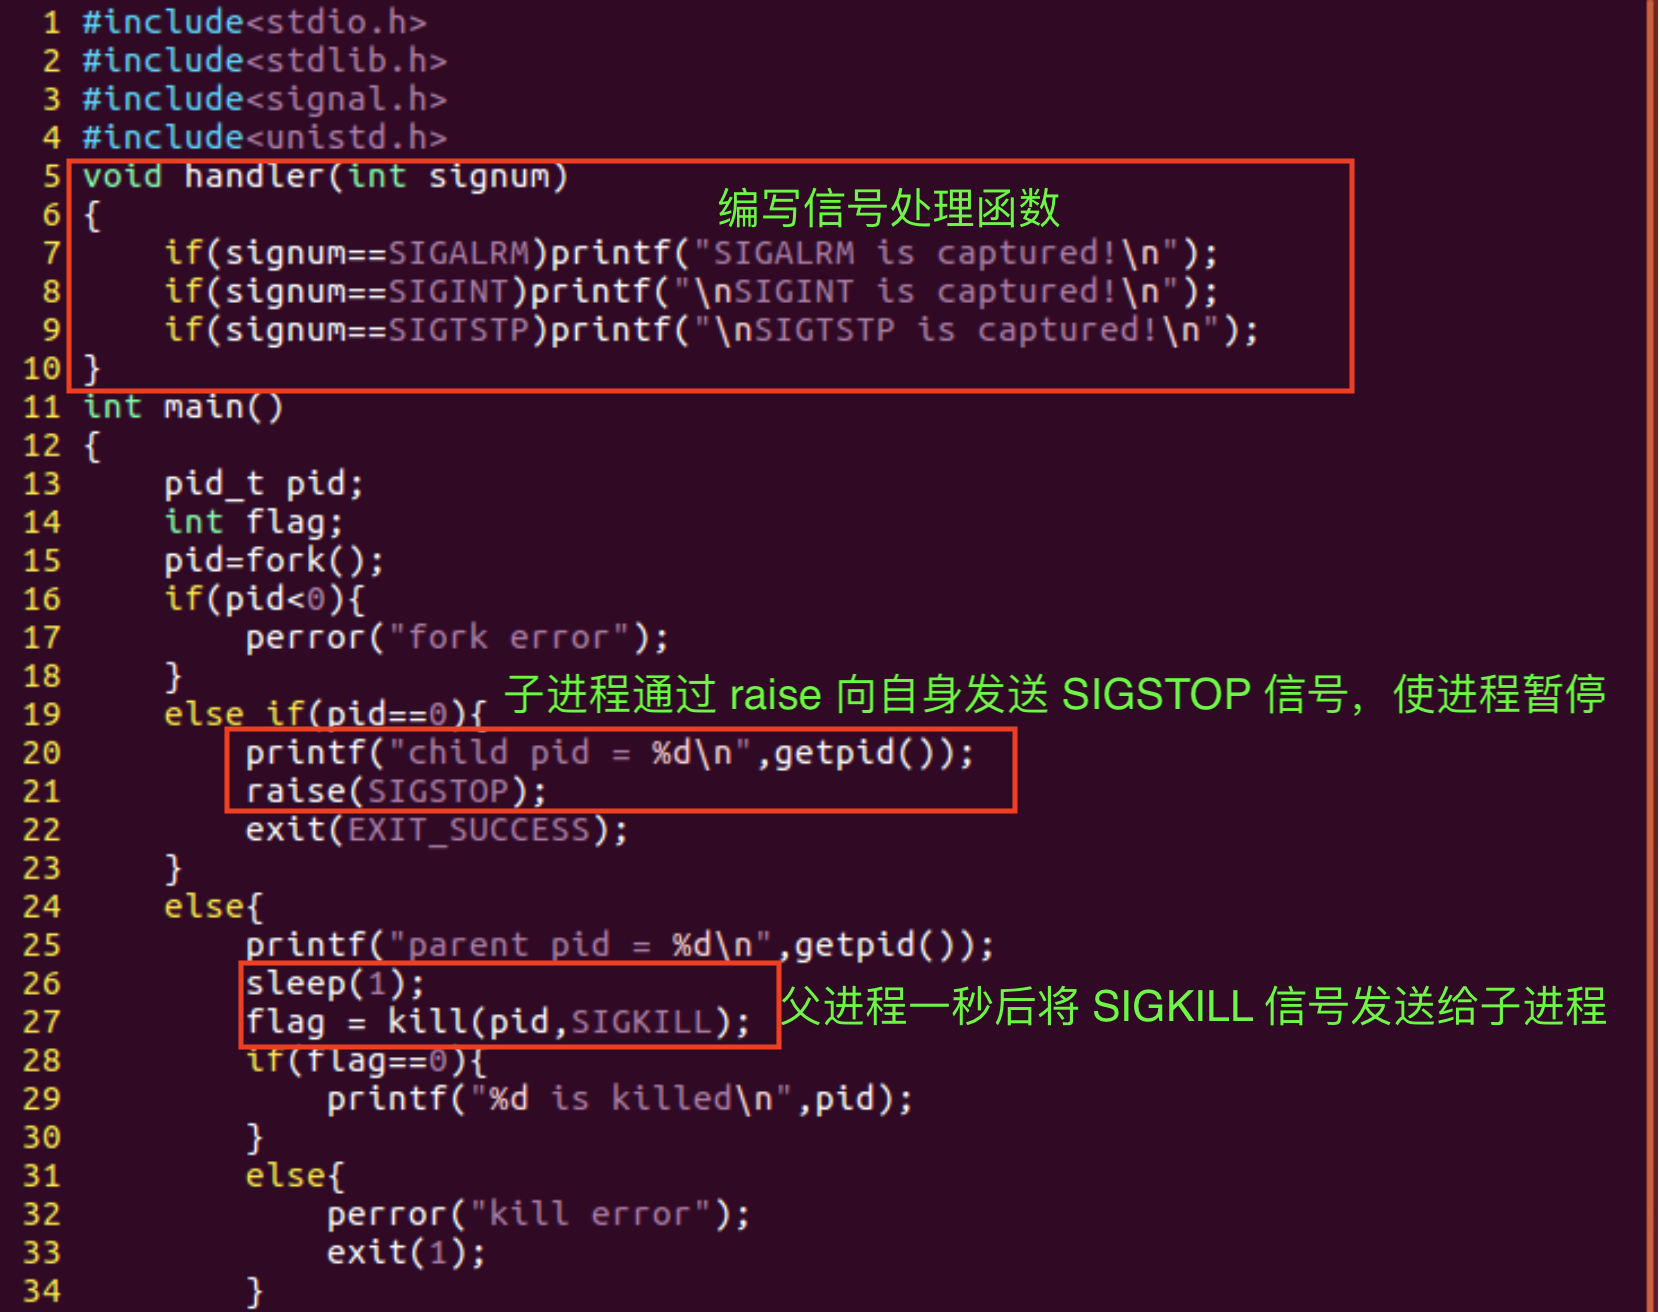 1 #include<stdio.h>
2 #include<stdlib.h>
3 #include<signal.h>
4 #include<unistd.h>
5 void handler(int signum)
编写信号处理函数
6 {
7     if(signum==SIGALRM)printf("SIGALRM is captured!\n");
8     if(signum==SIGINT)printf("\nSIGINT is captured!\n");
9     if(signum==SIGTSTP)printf("\nSIGTSTP is captured!\n");
10 }
11 int main()
12 {
13     pid_t pid;
14     int flag;
15     pid=fork();
16     if(pid<0){
17         perror("fork error");
18     }
子进程通过 raise 向自身发送 SIGSTOP 信号，使进程暂停
19     else if(pid==0){
20         printf("child pid = %d\n",getpid());
21         raise(SIGSTOP);
22         exit(EXIT_SUCCESS);
23     }
24     else{
25         printf("parent pid = %d\n",getpid());
26         sleep(1);
父进程一秒后将 SIGKILL 信号发送给子进程
27         flag = kill(pid,SIGKILL);
28         if(flag==0){
29             printf("%d is killed\n",pid);
30         }
31         else{
32             perror("kill error");
33             exit(1);
34         }